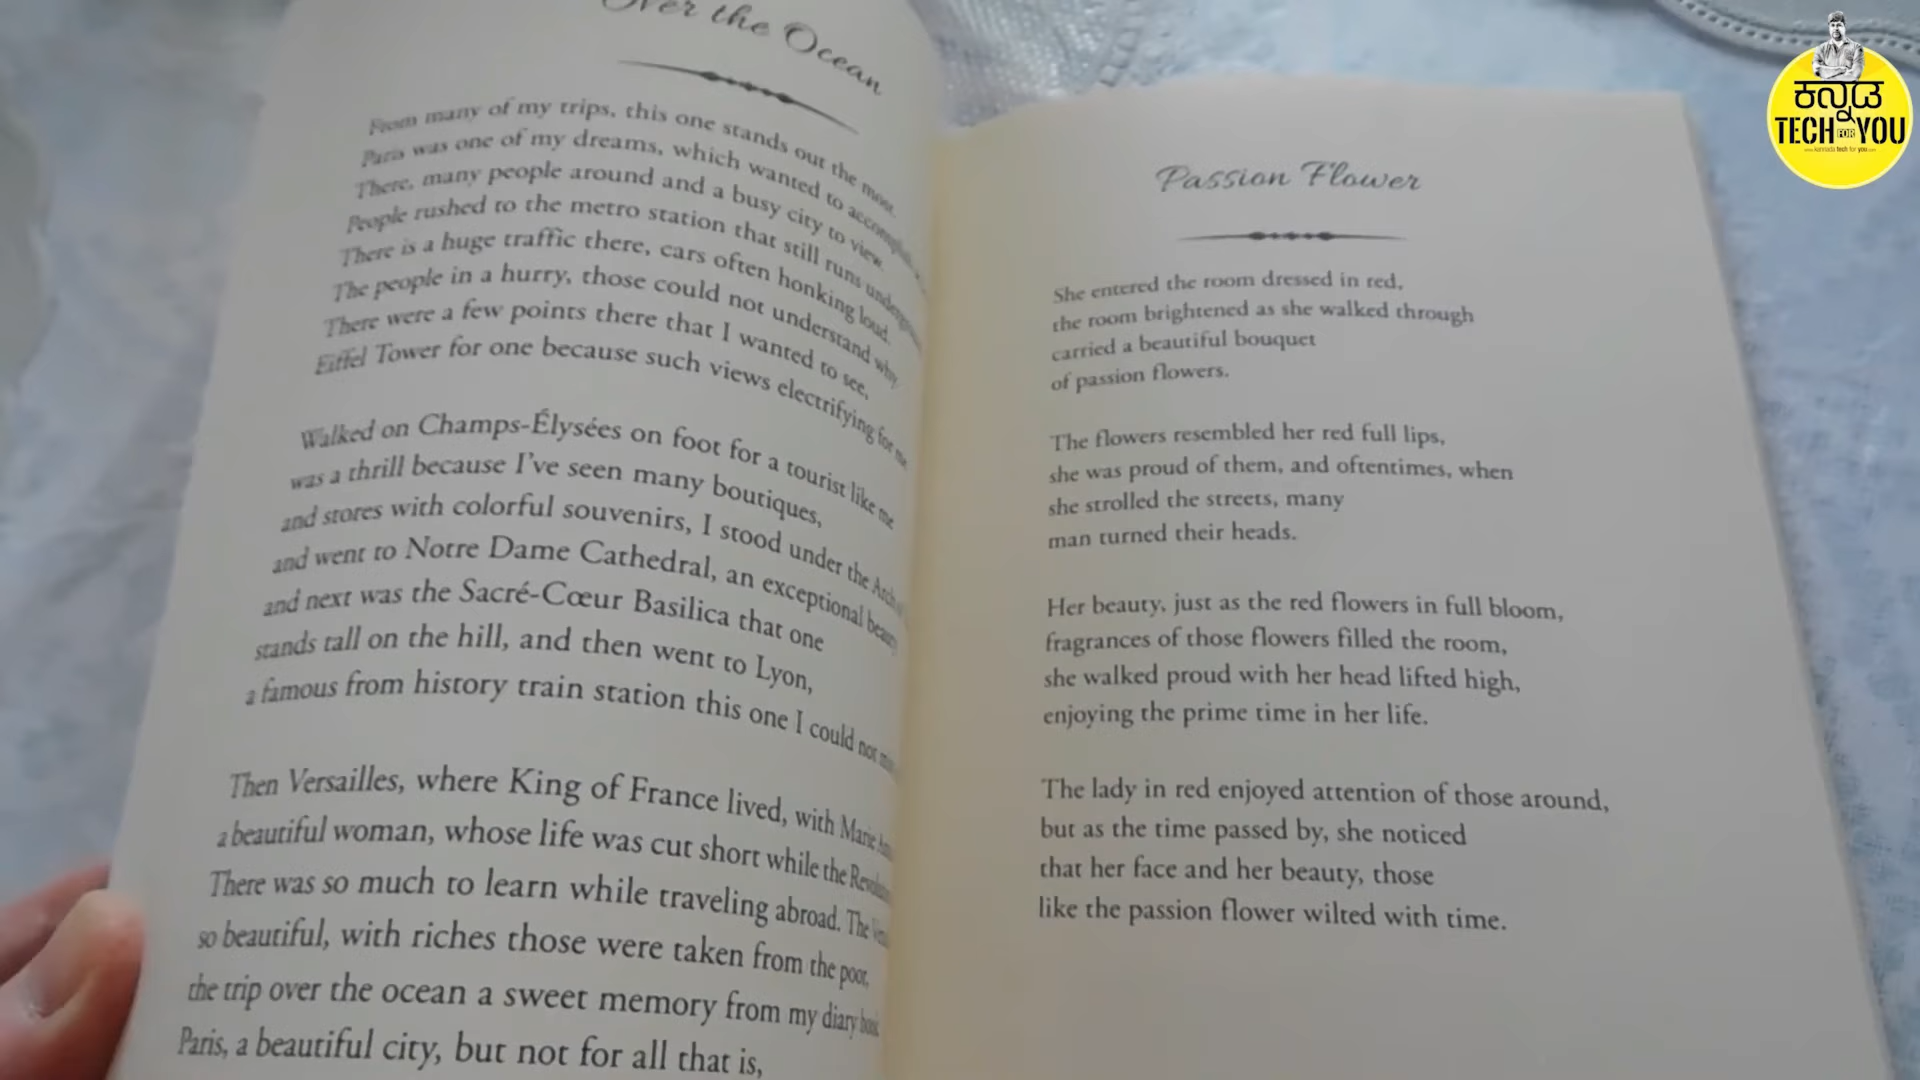 Over the Ocean
From many of my trips, this one stands out the most.
Paris was one of my dreams, which wanted to
There, many people around and a busy city to view.
People rushed to the metro station that still runs
There is a huge traffic there, cars often honking loud.
The people in a hurry, those could not understand why
There were a few points there that I wanted to see,
Eiffel Tower for one because such views electrifying for me
Walked on Champs-Élysées on foot for a tourist like me
was a thrill because I've seen many boutiques,
and stores with colorful souvenirs, I stood under the Arch
and went to Notre Dame Cathedral, an exceptional beauty
and next was the Sacré-Cœur Basilica that one
stands tall on the hill, and then went to Lyon,
a famous from history train station this one I could not
Then Versailles, where King of France lived, with Marie
a beautiful woman, whose life was cut short while the
There was so much to learn while traveling abroad. The
so beautiful, with riches those were taken from the poor,
the trip over the ocean a sweet memory from my diary
Paris, a beautiful city, but not for all that is,
Passion Flower
She entered the room dressed in red,
the room brightened as she walked through
carried a beautiful bouquet
of passion flowers.
The flowers resembled her red full lips,
she was proud of them, and oftentimes, when
she strolled the streets, many
man turned their heads.
Her beauty, just as the red flowers in full bloom,
fragrances of those flowers filled the room,
she walked proud with her head lifted high,
enjoying the prime time in her life.
The lady in red enjoyed attention of those around,
but as the time passed by, she noticed
that her face and her beauty, those
like the passion flower wilted with time.
ಕನ್ನಡ
TECH FOR YOU
www.kannada tech for you.com